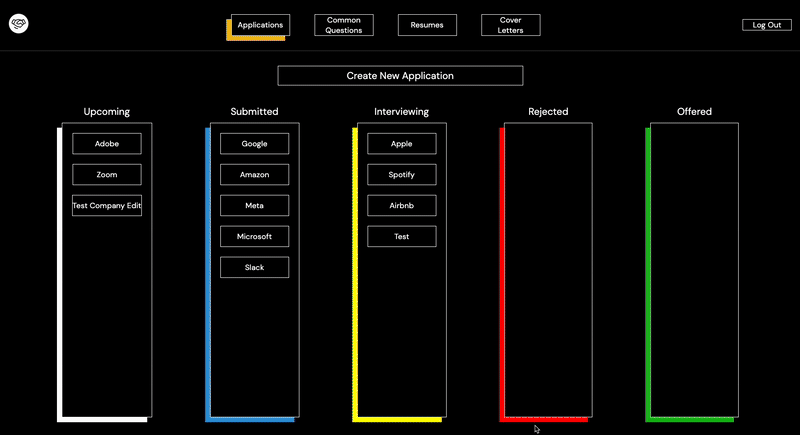 Applications
Common
Questions
Resumes
Cover
Letters
Log Out
Create New Application
Upcoming
Submitted
Interviewing
Rejected
Offered
Adobe
Google
Apple
Zoom
Amazon
Spotify
Test Company Edit
Meta
Airbnb
Microsoft
Test
Slack